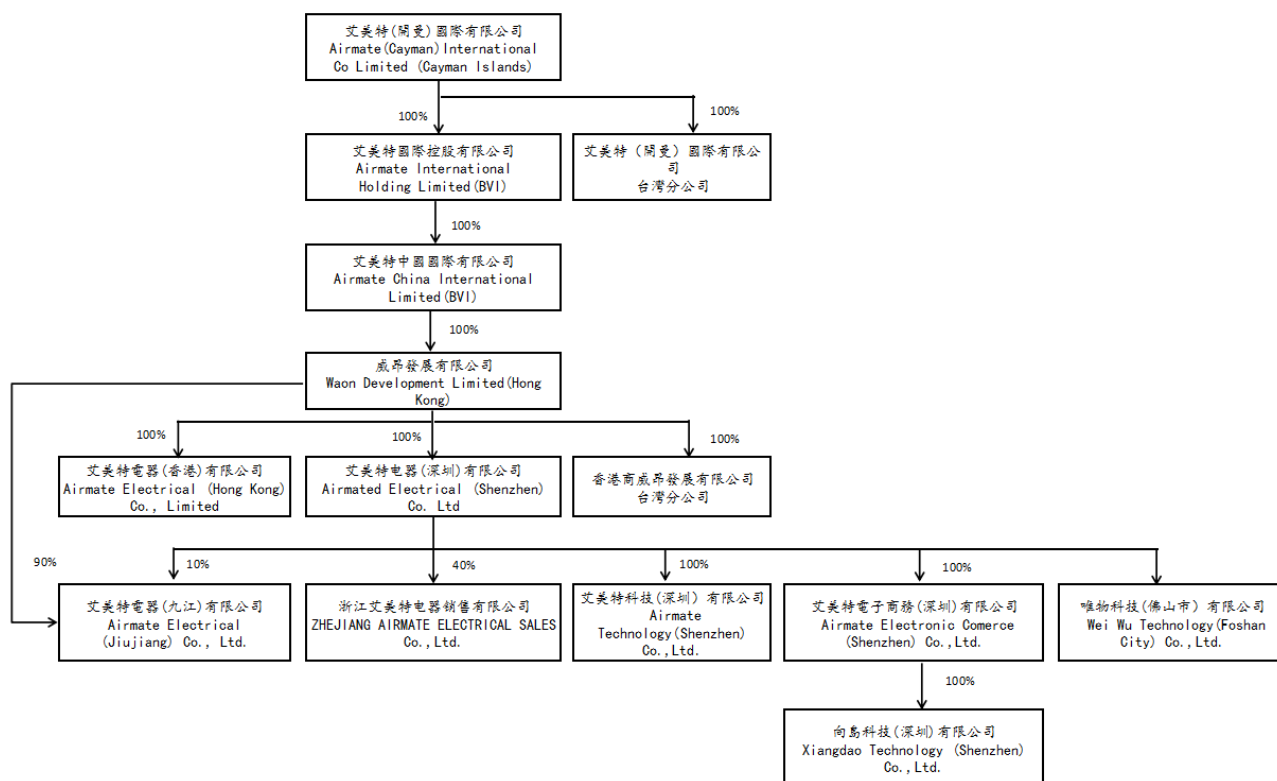 艾美特(開曼)國際有限公司
Airmate(Cayman)International
Co Limited (Cayman Islands)
100%
100%
艾美特國際控股有限公司
Airmate International
Holding Limited(BVI)
艾美特（開曼）國際有限公
司
台灣分公司
100%
艾美特中國國際有限公司
Airmate China International
Limited(BVI)
100%
威昂發展有限公司
Waon Development Limited(Hong
Kong)
100%
100%
100%
艾美特電器(香港)有限公司
Airmate Electrical (Hong Kong)
Co., Limited
艾美特电器(深圳)有限公司
Airmated Electrical (Shenzhen)
Co. Ltd
香港商威昂發展有限公司
台灣分公司
90%
10%
40%
100%
100%
艾美特電器(九江)有限公司
Airmate Electrical
(Jiujiang) Co., Ltd.
浙江艾美特电器销售有限公司
ZHEJIANG AIRMATE ELECTRICAL SALES
Co.,Ltd.
艾美特科技(深圳）有限公司
Airmate
Technology(Shenzhen)
Co.,Ltd.
艾美特電子商務(深圳)有限公司
Airmate Electronic Comerce
(Shenzhen) Co.,Ltd.
唯物科技(佛山市）有限公司
Wei Wu Technology(Foshan
City) Co.,Ltd.
100%
向島科技(深圳)有限公司
Xiangdao Technology (Shenzhen)
Co.,Ltd.